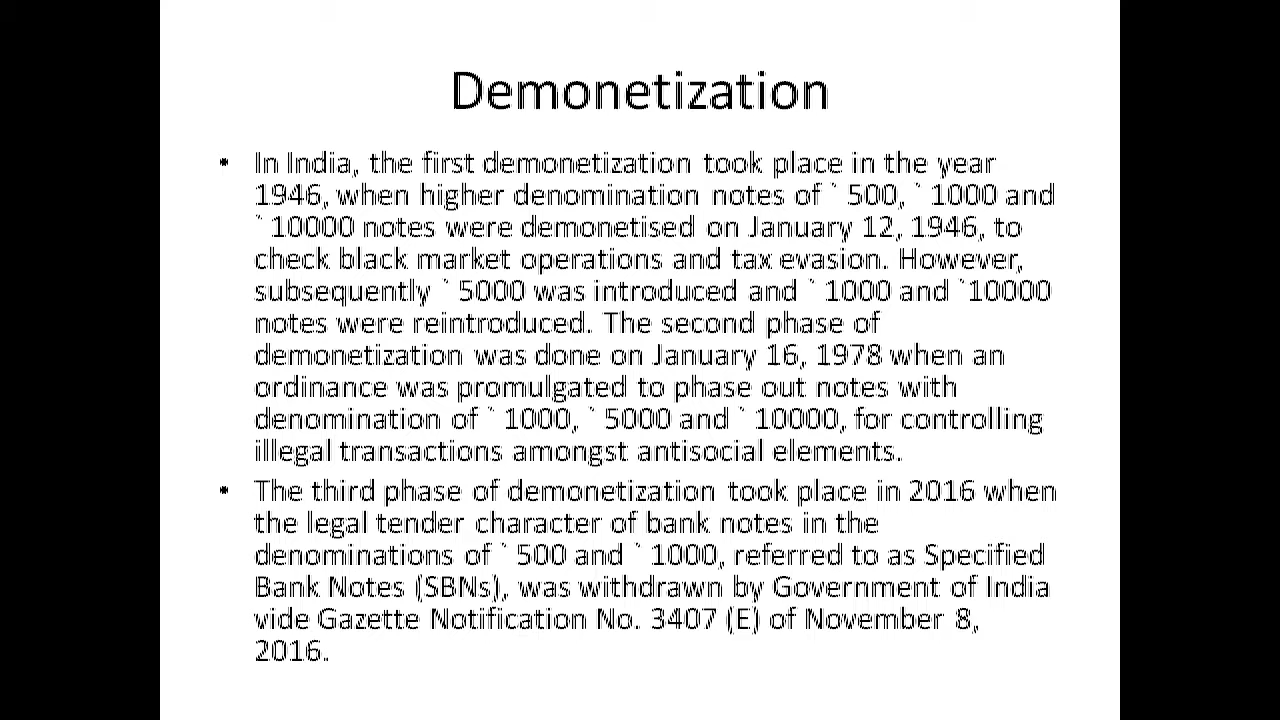 Demonetization
• In India, the first demonetization took place in the year
1946, when higher denomination notes of ` 500, ` 1000 and
` 10000 notes were demonetised on January 12, 1946, to
check black market operations and tax evasion. However,
subsequently ` 5000 was introduced and ` 1000 and `10000
notes were reintroduced. The second phase of
demonetization was done on January 16, 1978 when an
ordinance was promulgated to phase out notes with
denomination of ` 1000, ` 5000 and ` 10000, for controlling
illegal transactions amongst antisocial elements.
• The third phase of demonetization took place in 2016 when
the legal tender character of bank notes in the
denominations of ` 500 and ` 1000, referred to as Specified
Bank Notes (SBNs), was withdrawn by Government of India
vide Gazette Notification No. 3407 (E) of November 8,
2016.